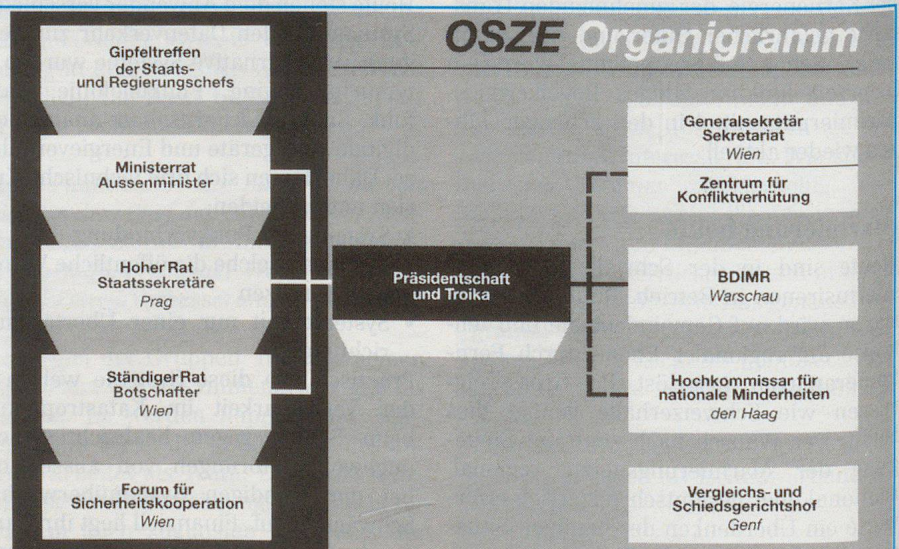 OSZE Organigramm
Gipfeltreffen
der Staats-
und Regierungschefs
Ministerrat
Aussenminister
Hoher Rat
Staatssekretäre
Prag
Ständiger Rat
Botschafter
Wien
Forum für
Sicherheitskooperation
Wien
Präsidentschaft
und Troika
Generalsekretär
Sekretariat
Wien
Zentrum für
Konfliktverhütung
BDIMR
Warschau
Hochkommissar für
nationale Minderheiten
den Haag
Vergleichs- und
Schiedsgerichtshof
Genf